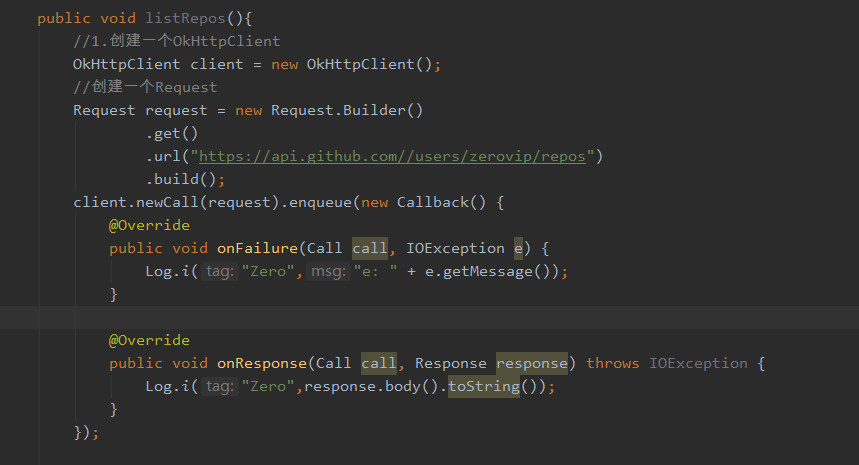 public void listRepos(){
//1.创建一个OkHttpClient
OkHttpClient client = new OkHttpClient();
//创建一个Request
Request request = new Request.Builder()
.get()
.url("https://api.github.com//users/zerovip/repos")
.build();
client.newCall(request).enqueue(new Callback() {
@Override
public void onFailure(Call call, IOException e) {
Log.i( tag: "Zero", msg: "e: " + e.getMessage());
}
@Override
public void onResponse(Call call, Response response) throws IOException {
Log.i( tag: "Zero",response.body().toString());
}
});